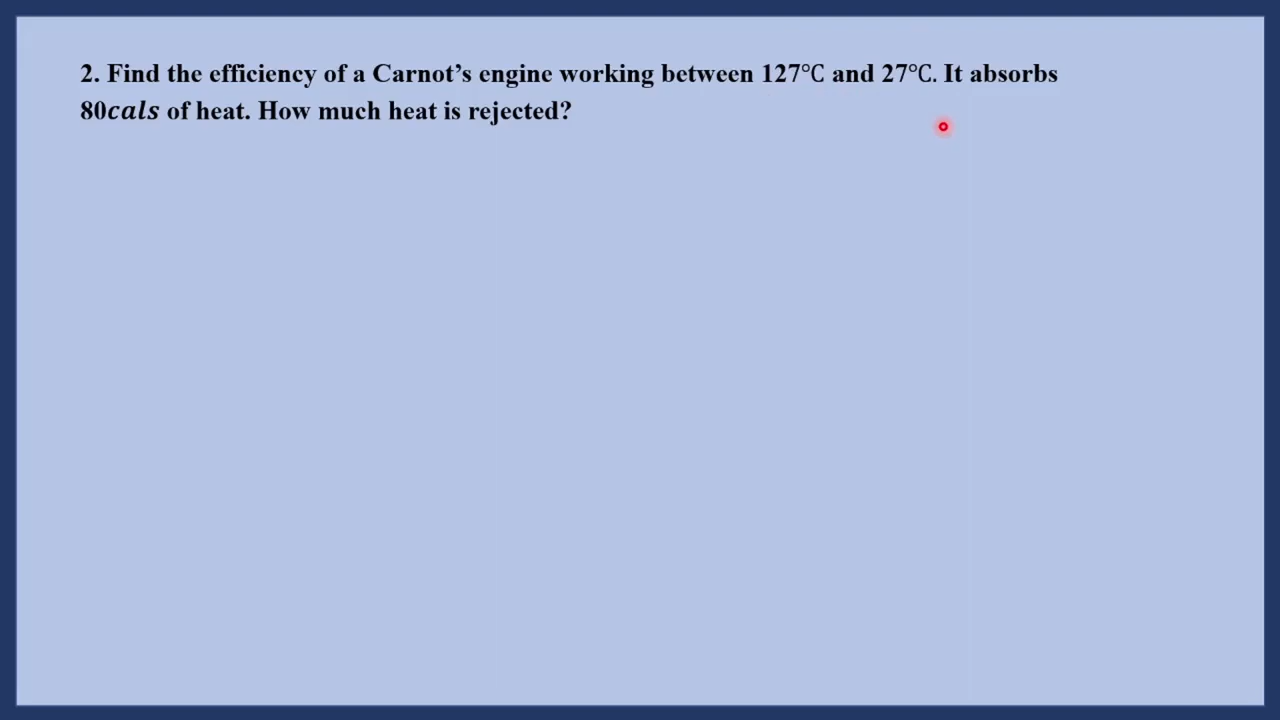 2. Find the efficiency of a Carnot’s engine working between 127℃ and 27℃. It absorbs
80𝑐𝑎𝑙𝑠 of heat. How much heat is rejected?